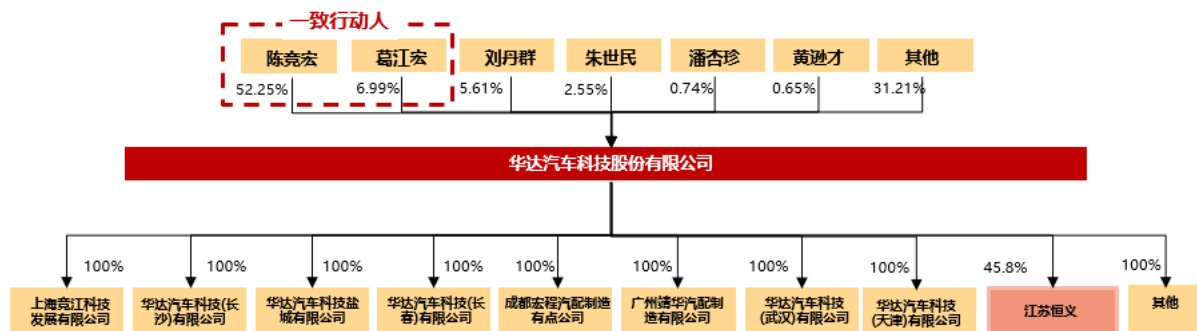 一致行动人
陈竞宏
葛江宏
刘丹群
朱世民
潘杏珍
黄逊才
其他
52.25%
6.99%
5.61%
2.55%
0.74%
0.65%
31.21%
华达汽车科技股份有限公司
100%
100%
100%
100%
100%
100%
100%
100%
45.8%
100%
上海竞江科技
发展有限公司
华达汽车科技(长
沙)有限公司
华达汽车科技盐
城有限公司
华达汽车科技(长
春)有限公司
成都宏程汽配制造
有点公司
广州靖华汽配制
造有限公司
华达汽车科技
(武汉)有限公司
华达汽车科技
(天津)有限公司
江苏恒义
其他